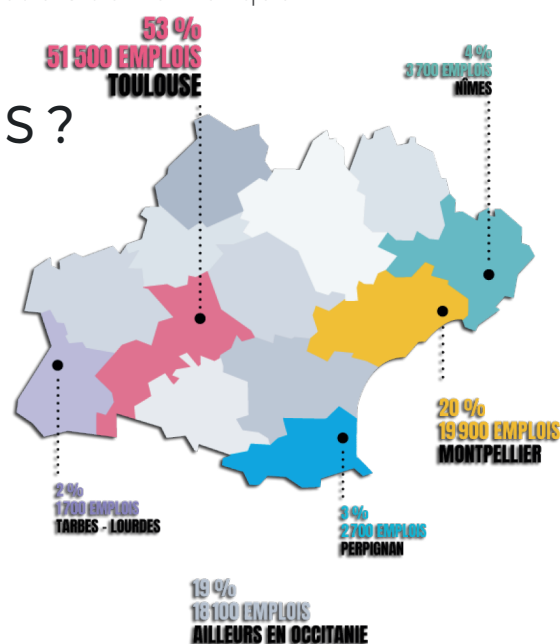 53 %
51 500 EMPLOIS
TOULOUSE
4 %
3 700 EMPLOIS
NÎMES
S ?
20 %
19 900 EMPLOIS
MONTPELLIER
2 %
1 700 EMPLOIS
TARBES - LOURDES
3 %
2 700 EMPLOIS
PERPIGNAN
19 %
18 100 EMPLOIS
AILLEURS EN OCCITANIE